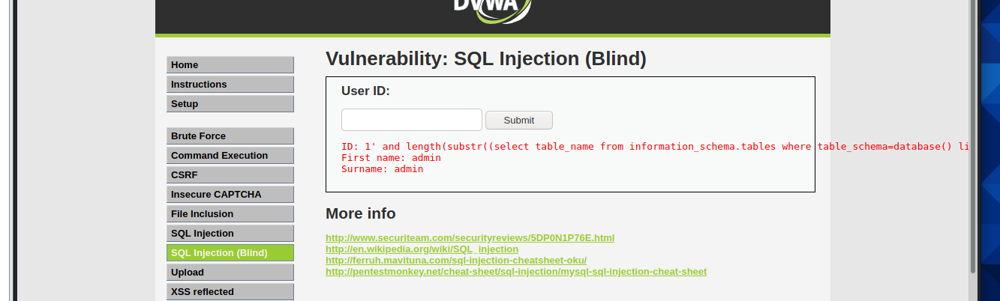 DVWA
Home
Instructions
Setup
Brute Force
Command Execution
CSRF
Insecure CAPTCHA
File Inclusion
SQL Injection
SQL Injection (Blind)
Upload
XSS reflected
Vulnerability: SQL Injection (Blind)
User ID:
Submit
ID: 1' and length(substr((select table_name from information_schema.tables where table_schema=database() li
First name: admin
Surname: admin
More info
http://www.securiteam.com/securityreviews/5DP0N1P76E.html
http://en.wikipedia.org/wiki/SQL_injection
http://ferruh.mavituna.com/sql-injection-cheatsheet-oku/
http://pentestmonkey.net/cheat-sheet/sql-injection/mysql-sql-injection-cheat-sheet